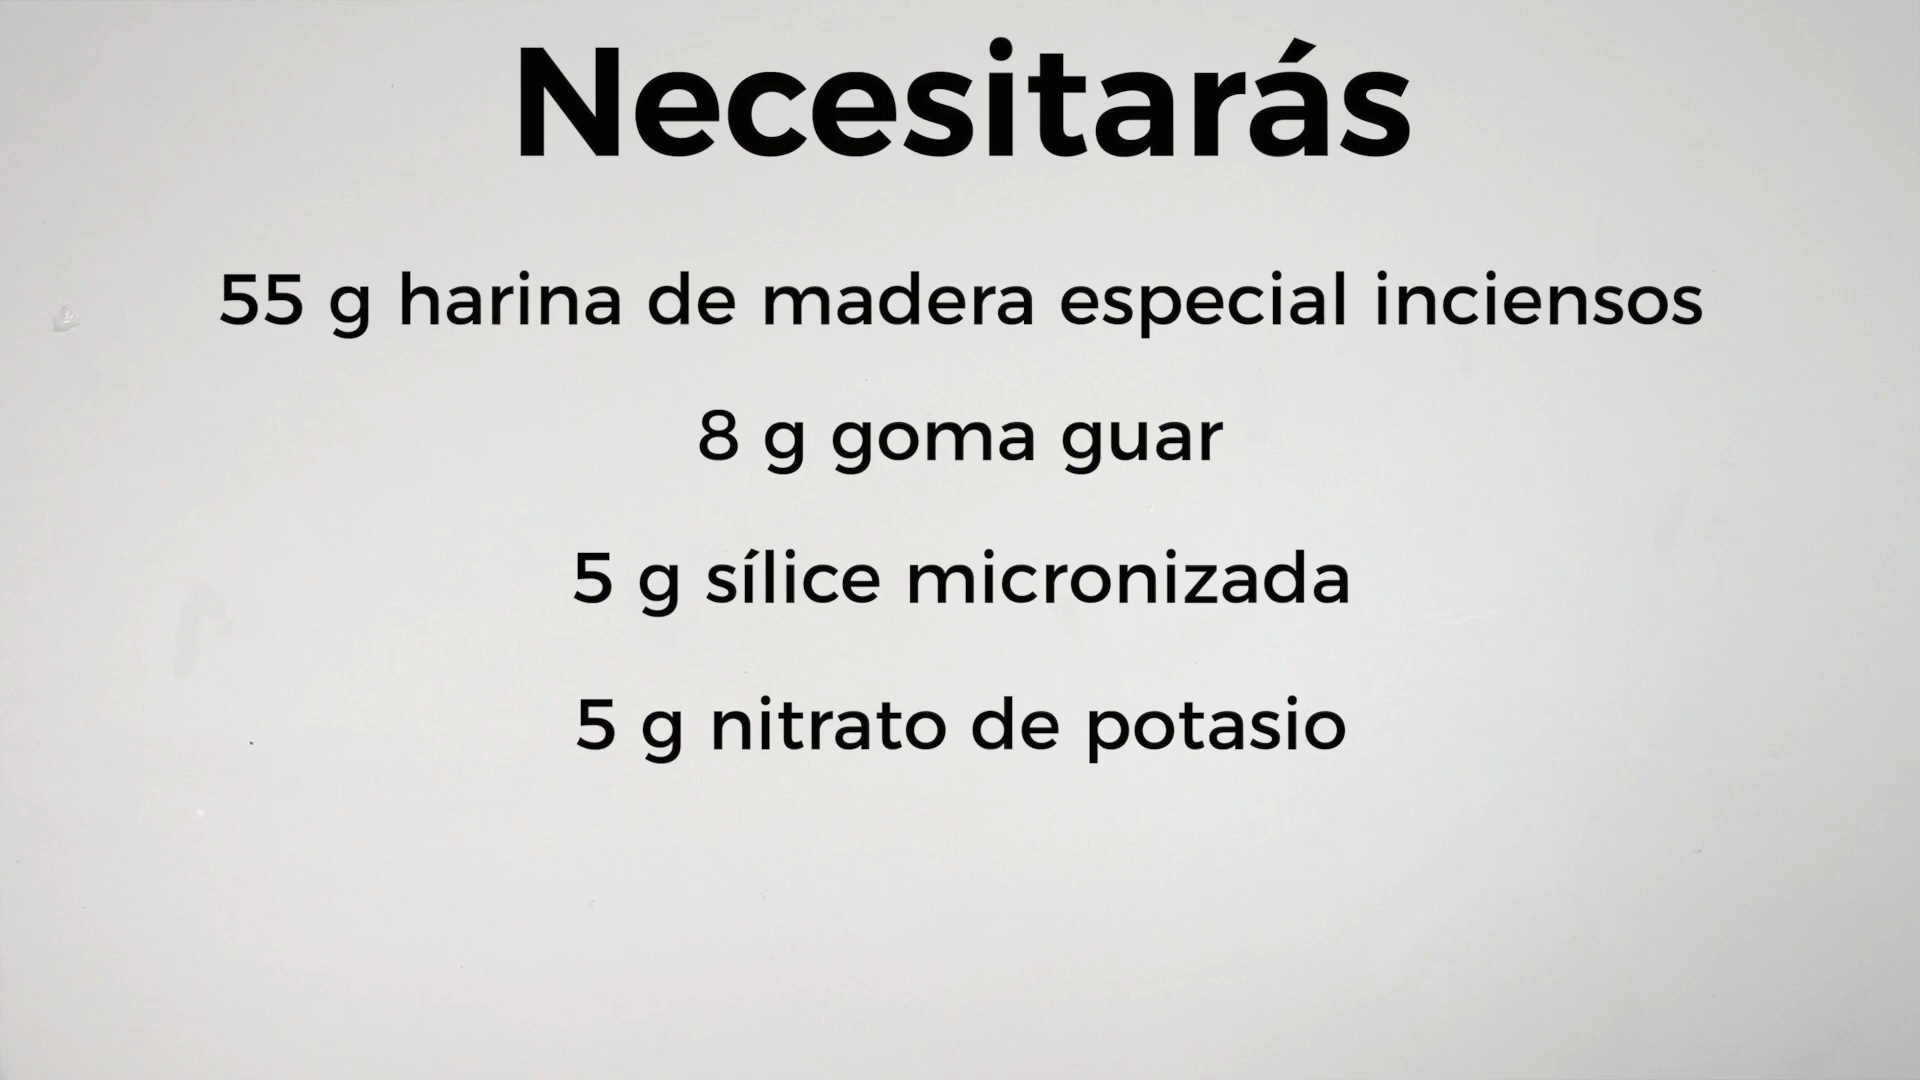 Necesitarás
55 g harina de madera especial inciensos
8 g goma guar
5 g sílice micronizada
5 g nitrato de potasio